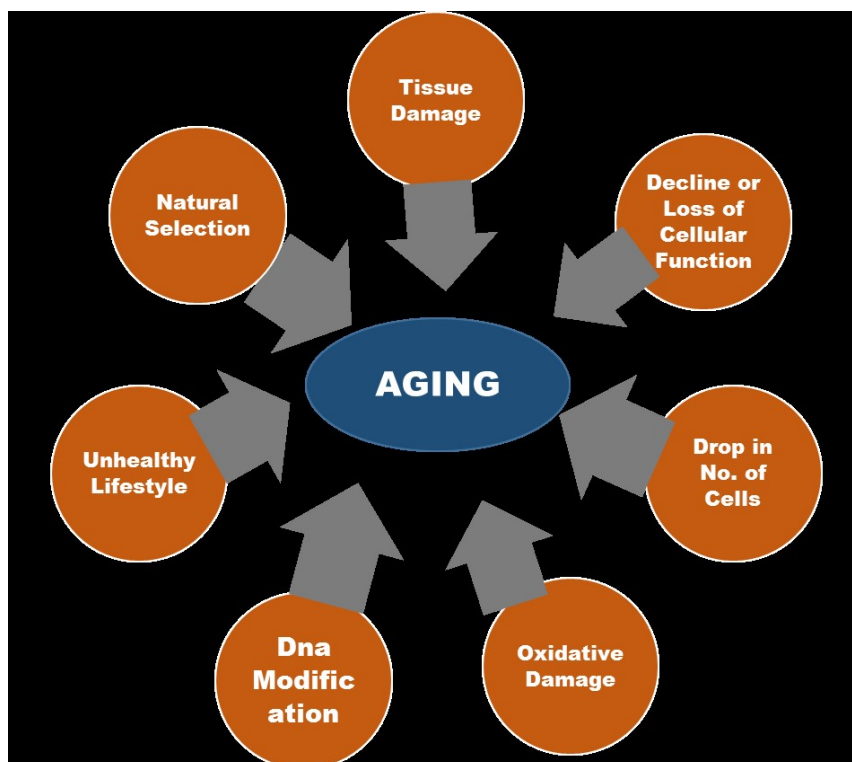 Tissue
Damage
Natural
Selection
Decline or
Loss of
Cellular
Function
AGING
Unhealthy
Lifestyle
Drop in
No. of
Cells
Dna
Modific
ation
Oxidative
Damage